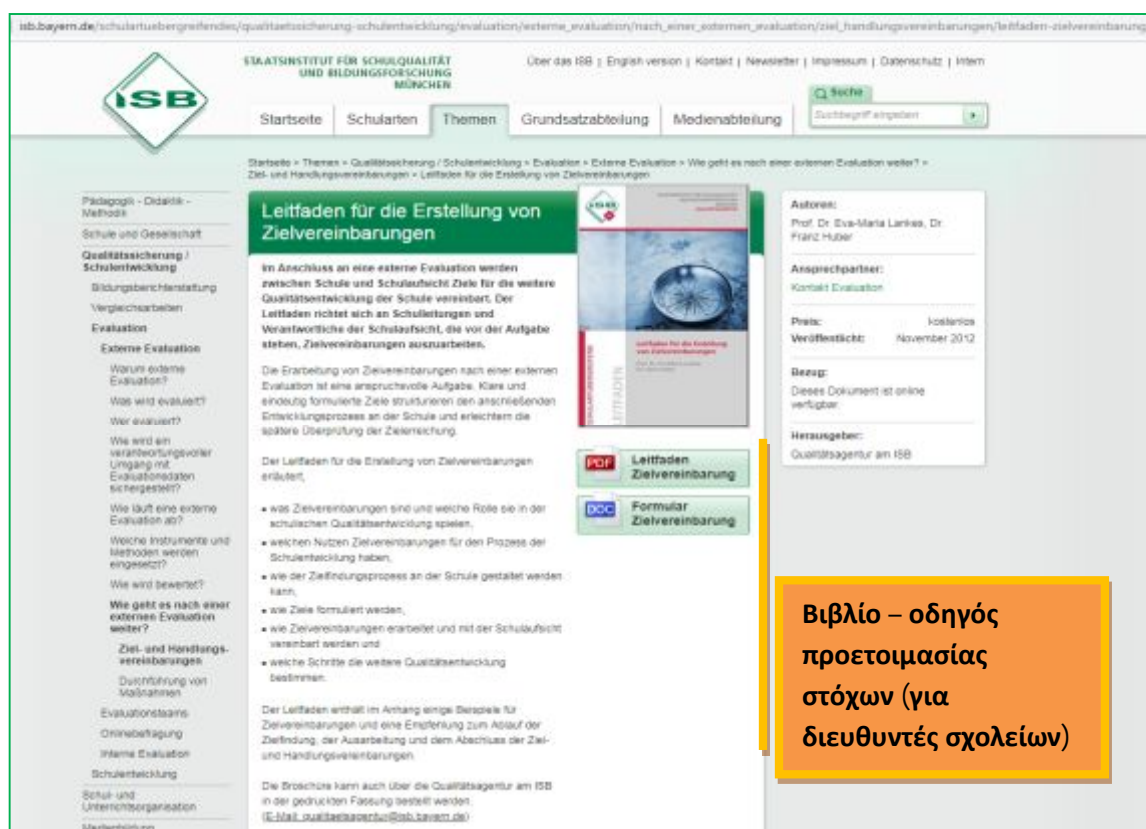 isb.bayern.de/schulartuebergreifendes/qualitaetssicherung-schulentwicklung/evaluation/externe_evaluation/nach_einer_externen_evaluation/ziel_handlungsvereinbarungen/leitfaden-zielvereinbarung
iSB
STAATSINSTITUT FÜR SCHULQUALITÄT
UND BILDUNGSFORSCHUNG
MÜNCHEN
Über das ISB | English version | Kontakt | Newsletter | Impressum | Datenschutz | Intern
Suche
Suchbegriff eingeben
Startseite Schularten Themen Grundsatzabteilung Medienabteilung
Startseite » Themen » Qualitätssicherung / Schulentwicklung » Evaluation » Externe Evaluation » Wie geht es nach einer externen Evaluation weiter? »
Ziel- und Handlungsvereinbarungen » Leitfaden für die Erstellung von Zielvereinbarungen
Pädagogik - Didaktik -
Methodik
Schule und Gesellschaft
Qualitätssicherung /
Schulentwicklung
Bildungsberichterstattung
Vergleichsarbeiten
Evaluation
Externe Evaluation
Warum externe
Evaluation?
Was wird evaluiert?
Wer evaluiert?
Wie wird ein
verantwortungsvoller
Umgang mit
Evaluationsdaten
sichergestellt?
Wie läuft eine externe
Evaluation ab?
Welche Instrumente und
Methoden werden
eingesetzt?
Wie wird bewertet?
Wie geht es nach einer
externen Evaluation
weiter?
Ziel- und Handlungs-
vereinbarungen
Durchführung von
Maßnahmen
Evaluationsteams
Onlinebefragung
Interne Evaluation
Schulentwicklung
Schul- und
Unterrichtsorganisation
Medienbildung
Leitfaden für die Erstellung von
Zielvereinbarungen
Im Anschluss an eine externe Evaluation werden
zwischen Schule und Schulaufsicht Ziele für die weitere
Qualitätsentwicklung der Schule vereinbart. Der
Leitfaden richtet sich an Schulleitungen und
Verantwortliche der Schulaufsicht, die vor der Aufgabe
stehen, Zielvereinbarungen auszuarbeiten.
Die Erarbeitung von Zielvereinbarungen nach einer externen
Evaluation ist eine anspruchsvolle Aufgabe. Klare und
eindeutig formulierte Ziele strukturieren den anschließenden
Entwicklungsprozess an der Schule und erleichtern die
spätere Überprüfung der Zielerreichung.
Der Leitfaden für die Erstellung von Zielvereinbarungen
erläutert,
• was Zielvereinbarungen sind und welche Rolle sie in der
schulischen Qualitätsentwicklung spielen,
• welchen Nutzen Zielvereinbarungen für den Prozess der
Schulentwicklung haben,
• wie der Zielfindungsprozess an der Schule gestaltet werden
kann,
• wie Ziele formuliert werden,
• wie Zielvereinbarungen erarbeitet und mit der Schulaufsicht
vereinbart werden und
• welche Schritte die weitere Qualitätsentwicklung
bestimmen.
Der Leitfaden enthält im Anhang einige Beispiele für
Zielvereinbarungen und eine Empfehlung zum Ablauf der
Zielfindung, der Ausarbeitung und dem Abschluss der Ziel-
und Handlungsvereinbarungen.
Die Broschüre kann auch über die Qualitätsagentur am ISB
in der gedruckten Fassung bestellt werden.
(E-Mail: qualitaetsagentur@isb.bayern.de)
Leitfaden für die Erstellung
von Zielvereinbarungen
LEITFADEN
PDF Leitfaden
Zielvereinbarung
DOC Formular
Zielvereinbarung
Autoren:
Prof. Dr. Eva-Maria Lankes, Dr.
Franz Huber
Ansprechpartner:
Kontakt Evaluation
Preis: kostenlos
Veröffentlicht: November 2012
Bezug:
Dieses Dokument ist online
verfügbar.
Herausgeber:
Qualitätsagentur am ISB
Βιβλίο – οδηγός
προετοιμασίας
στόχων (για
διευθυντές σχολείων)